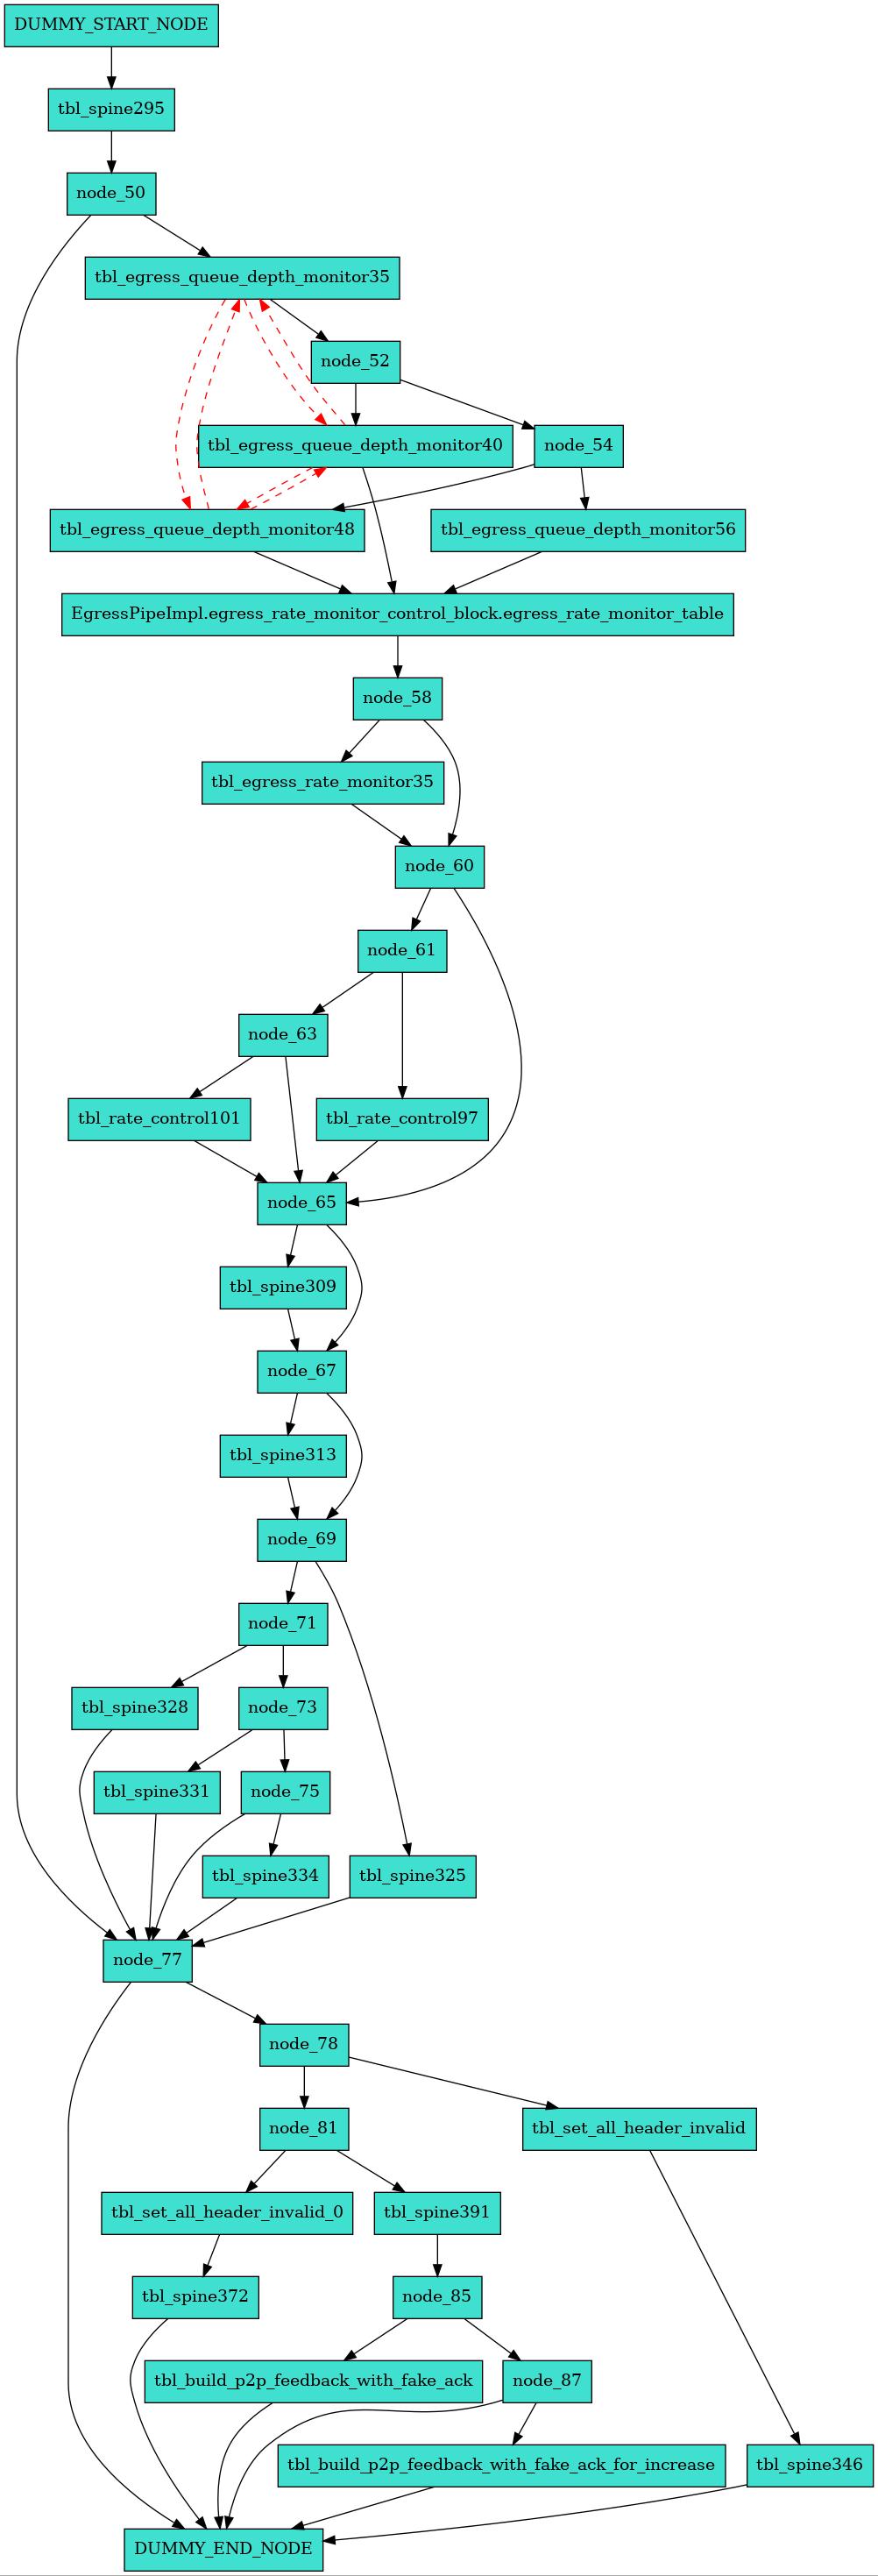 DUMMY_START_NODE
tbl_spine295
node_50
tbl_egress_queue_depth_monitor35
node_52
tbl_egress_queue_depth_monitor40
node_54
tbl_egress_queue_depth_monitor48
tbl_egress_queue_depth_monitor56
EgressPipeImpl.egress_rate_monitor_control_block.egress_rate_monitor_table
node_58
tbl_egress_rate_monitor35
node_60
node_61
node_63
tbl_rate_control101
tbl_rate_control97
node_65
tbl_spine309
node_67
tbl_spine313
node_69
node_71
tbl_spine328
node_73
tbl_spine331
node_75
tbl_spine334
tbl_spine325
node_77
node_78
node_81
tbl_set_all_header_invalid
tbl_set_all_header_invalid_0
tbl_spine391
tbl_spine372
node_85
tbl_build_p2p_feedback_with_fake_ack
node_87
tbl_build_p2p_feedback_with_fake_ack_for_increase
tbl_spine346
DUMMY_END_NODE